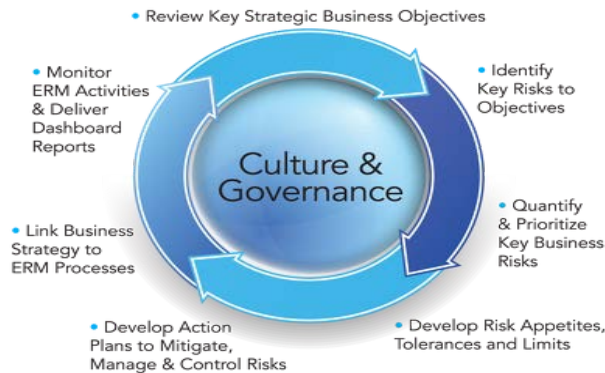 • Review Key Strategic Business Objectives
• Identify
Key Risks to
Objectives
• Quantify
& Prioritize
Key Business
Risks
• Develop Risk Appetites,
Tolerances and Limits
• Develop Action
Plans to Mitigate,
Manage & Control Risks
• Link Business
Strategy to
ERM Processes
• Monitor
ERM Activities
& Deliver
Dashboard
Reports
Culture &
Governance